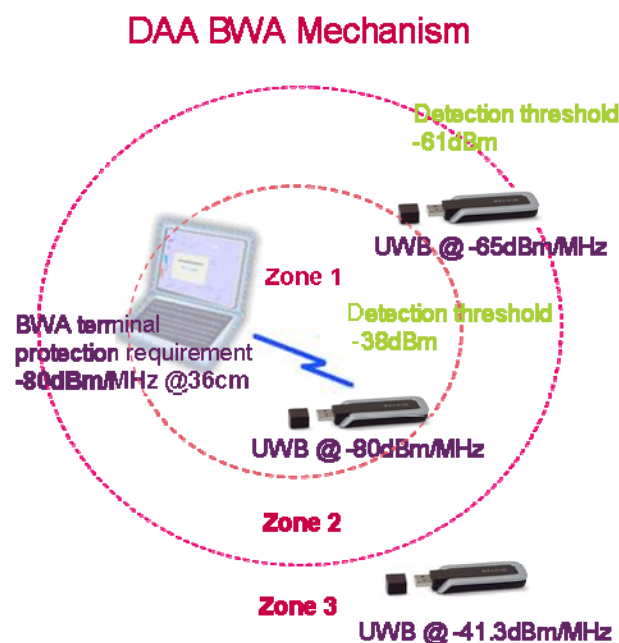 DAA BWA Mechanism
Detection threshold
-61dBm
UWB @ -65dBm/MHz
Zone 1
Detection threshold
-38dBm
BWA terminal
protection requirement
-80dBm/MHz @36cm
UWB @ -80dBm/MHz
Zone 2
Zone 3
UWB @ -41.3dBm/MHz